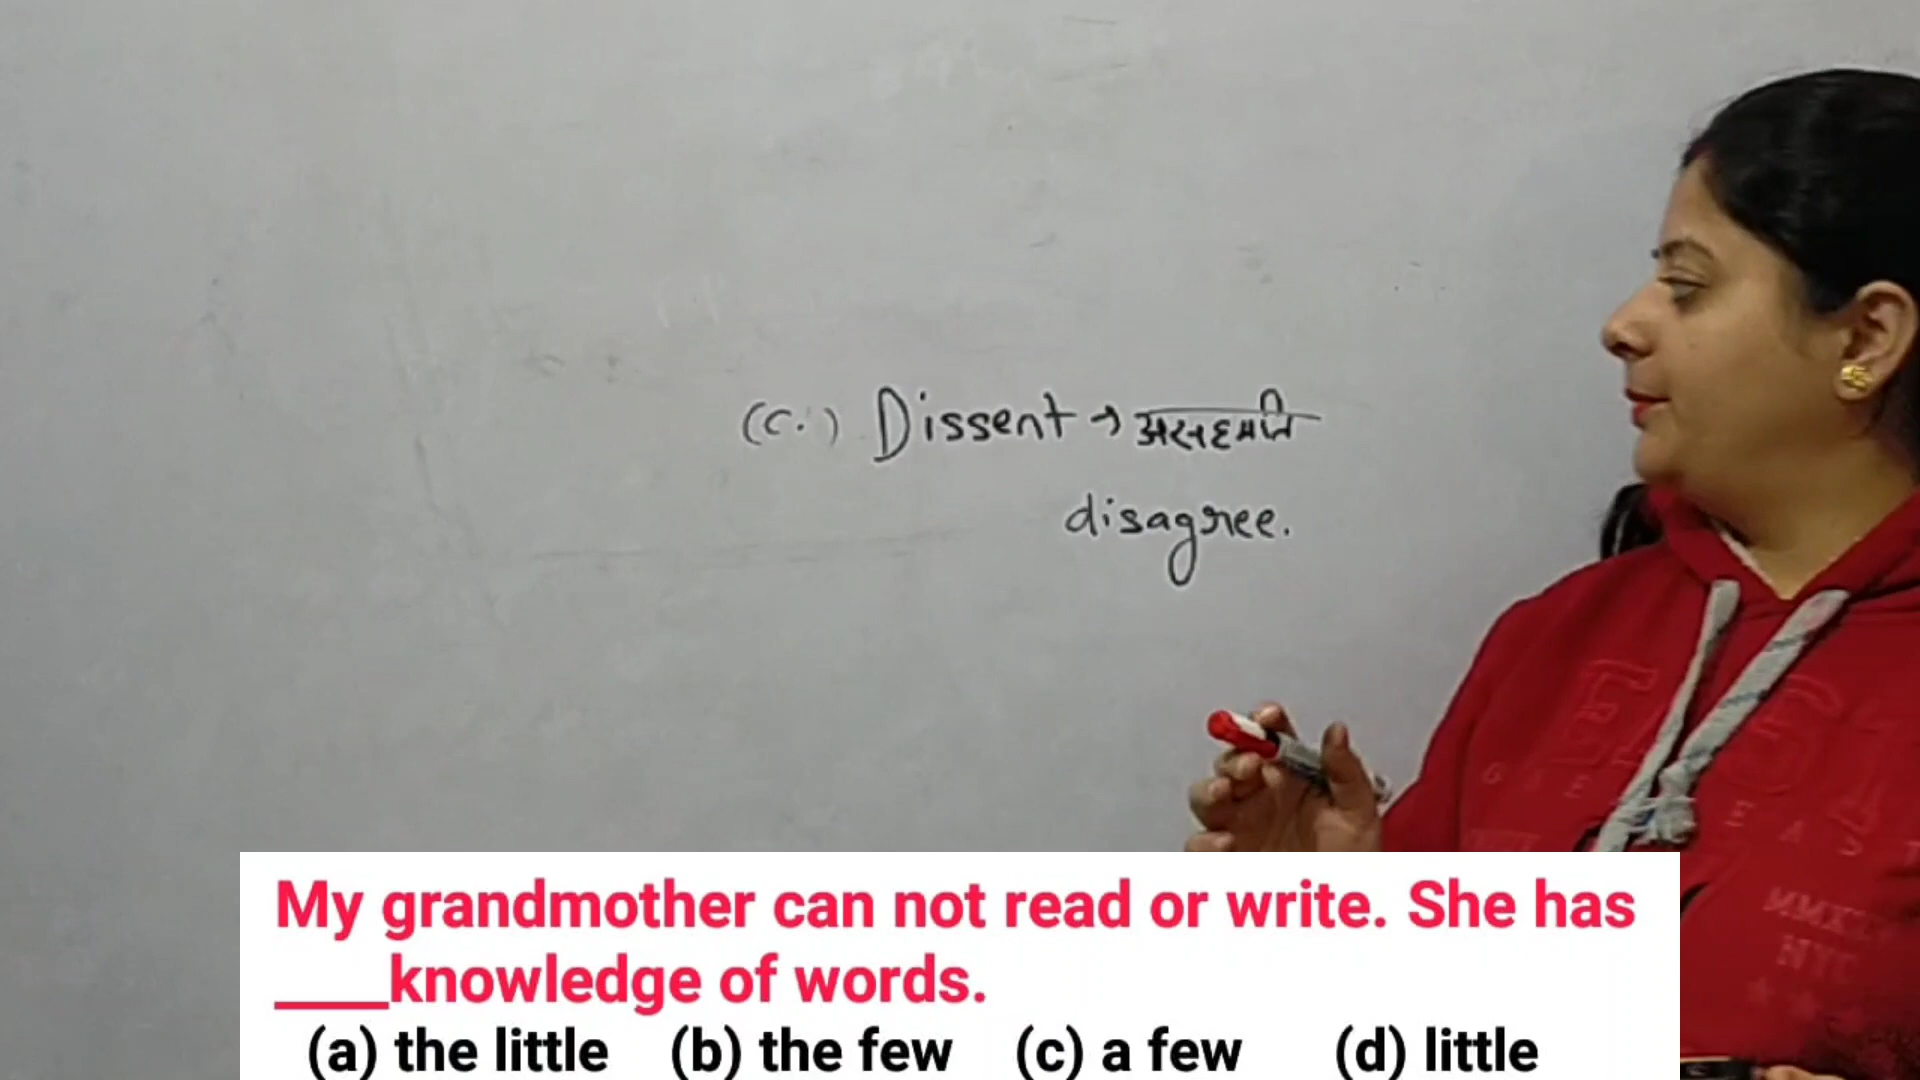 (C.) Dissent → असहमति
disagree.
My grandmother can not read or write. She has
____knowledge of words.
(a) the little (b) the few (c) a few (d) little